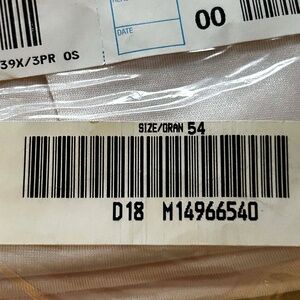 39X/3PR OS
DATE
00
SIZE/GRAN 54
D18 M14966540